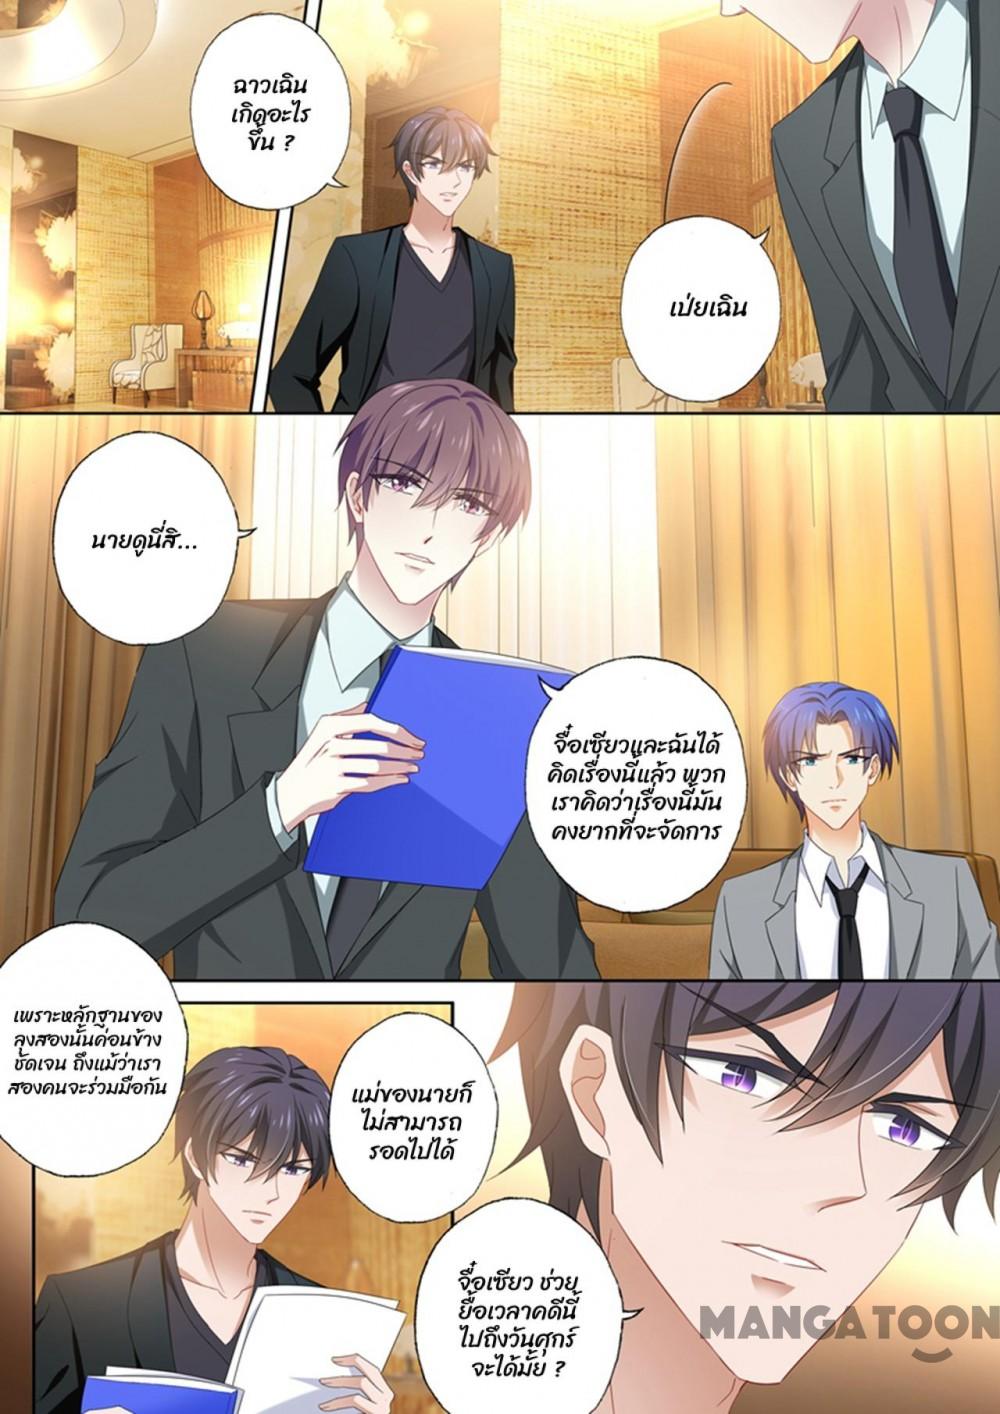 ฉาวเฉิน
เกิดอะไร
ขึ้น ?
เป่ยเฉิน
นายดูนี่สิ...
จื่อเซียวและฉันได้
คิดเรื่องนี้แล้ว พวก
เราคิดว่าเรื่องนี้มัน
คงยากที่จะจัดการ
เพราะหลักฐานของ
ลุงสองนั้นค่อนข้าง
ชัดเจน ถึงแม้ว่าเรา
สองคนจะร่วมมือกัน
แม่ของนายก็
ไม่สามารถ
รอดไปได้
จื่อเซียว ช่วย
ยื้อเวลาคดีนี้
ไปถึงวันศุกร์
จะได้มั้ย ?
MANGATOON